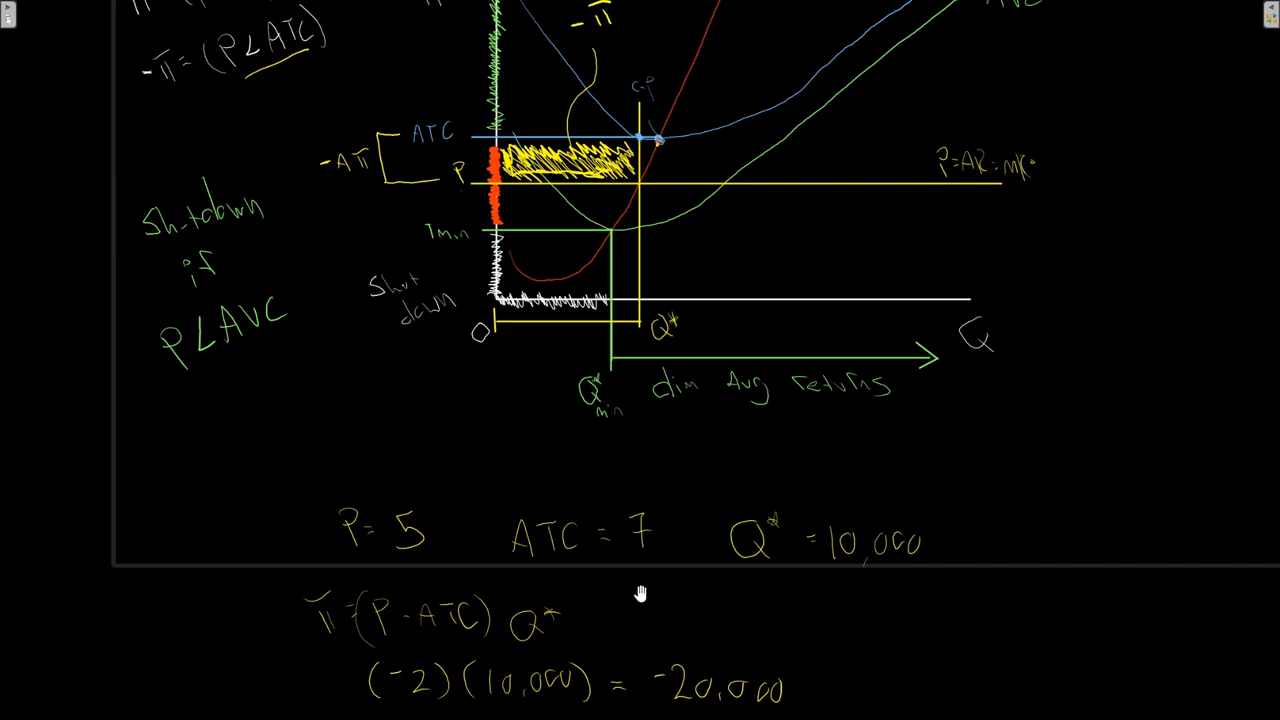 -π = (P < ATC)
-π
ATC
-Aπ
P
P=AR=MR
Shutdown
if
P < AVC
Shut
down
0
Q*
Q
Q*min
dim Avg returns
P= 5 ATC = 7 Q* = 10,000
π=(P-ATC) Q*
(-2)(10,000) = -20,000